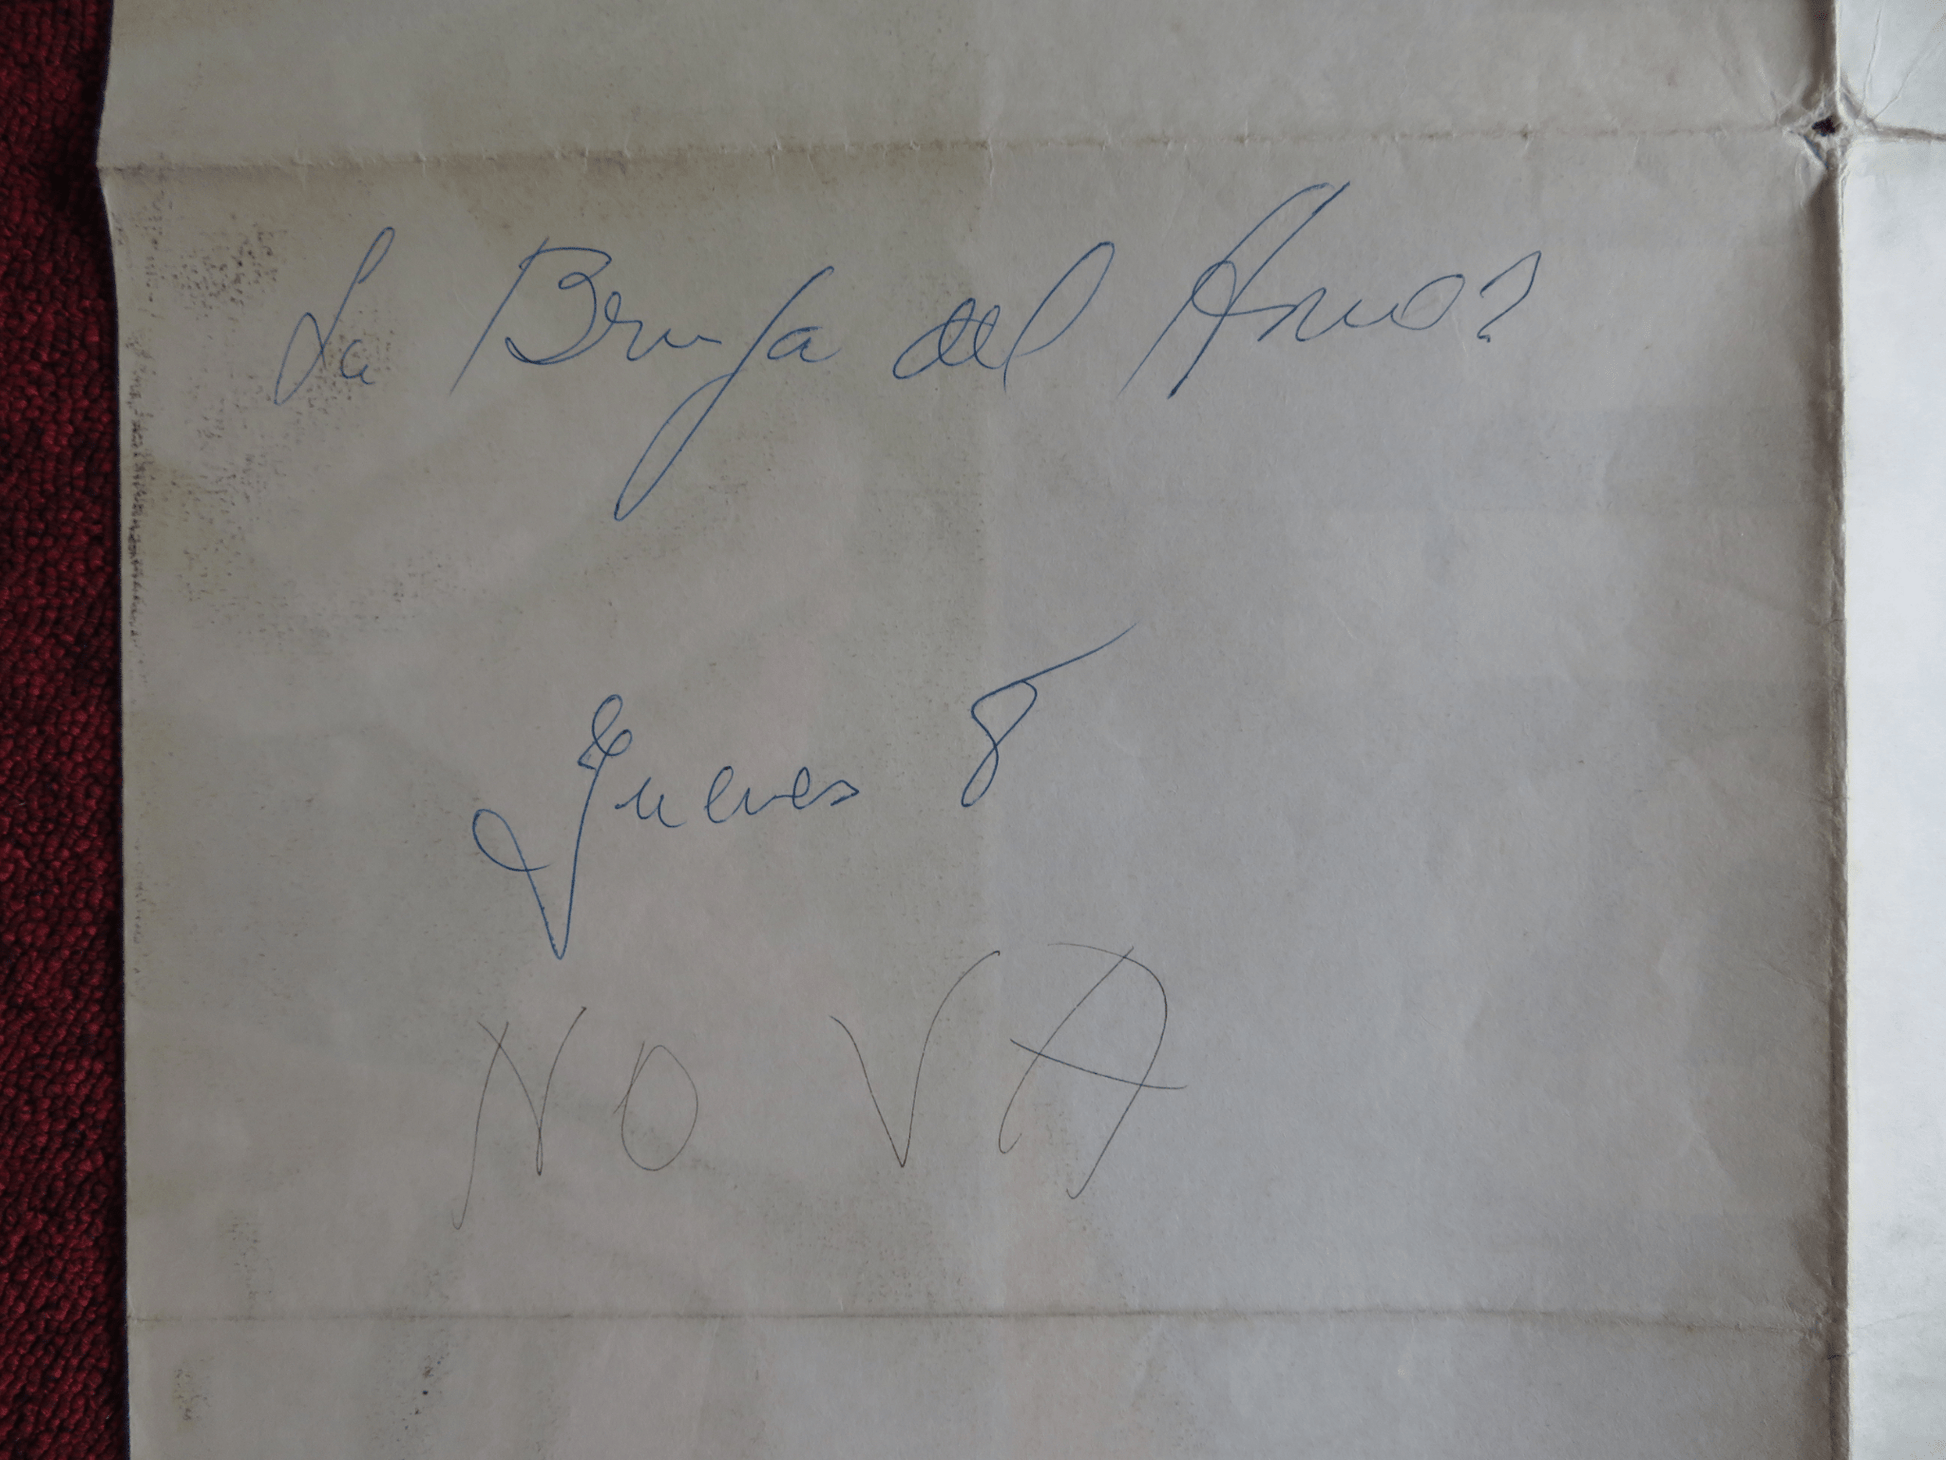 La Bruja del Amor
Jueves 8
NO VA